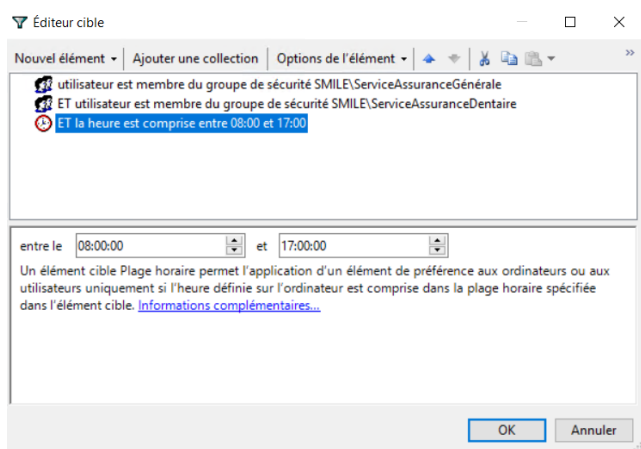 Éditeur cible
Nouvel élément Ajouter une collection Options de l'élément »
utilisateur est membre du groupe de sécurité SMILE\ServiceAssuranceGénérale
ET utilisateur est membre du groupe de sécurité SMILE\ServiceAssuranceDentaire
ET la heure est comprise entre 08:00 et 17:00
entre le 08:00:00 et 17:00:00
Un élément cible Plage horaire permet l'application d'un élément de préférence aux ordinateurs ou aux
utilisateurs uniquement si l'heure définie sur l'ordinateur est comprise dans la plage horaire spécifiée
dans l'élément cible. Informations complémentaires...
OK Annuler